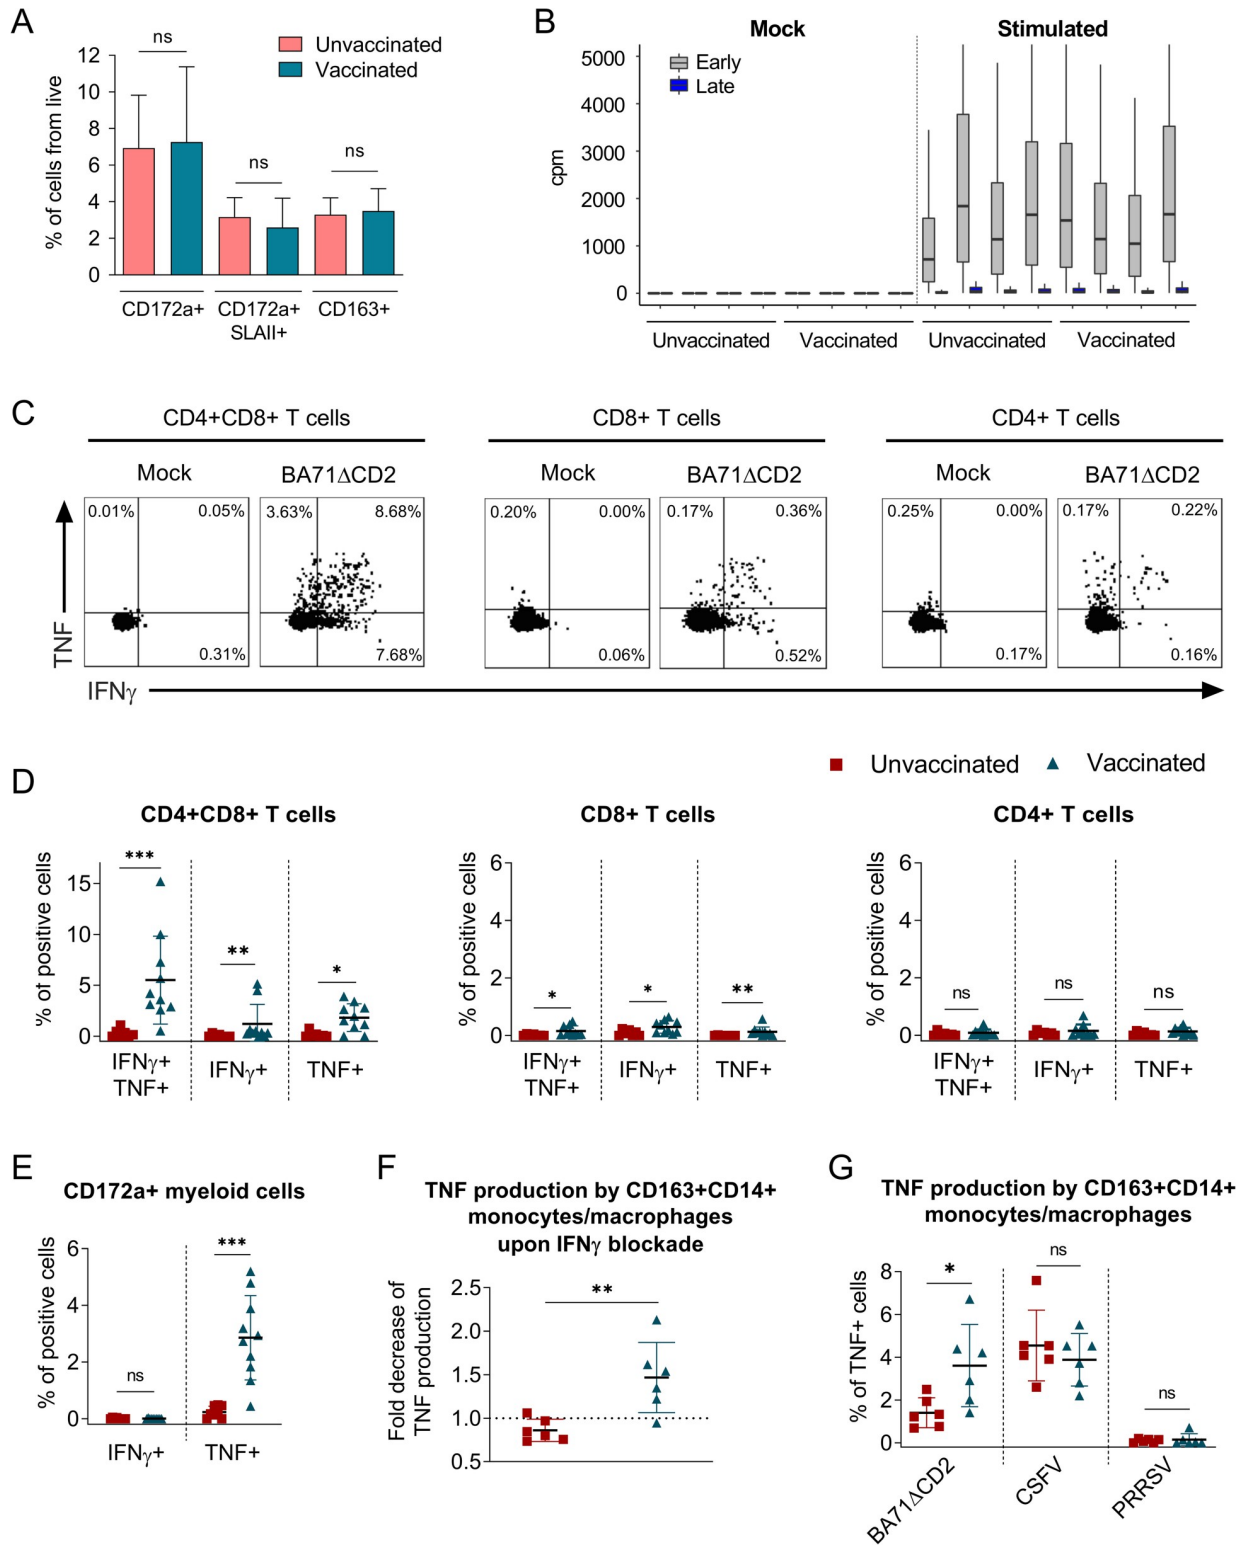 A
ns
Unvaccinated
Vaccinated
12
10
8
6
4
2
0
% of cells from live
ns
ns
CD172a+
CD172a+
SLAII+
CD163+
B
Mock
Stimulated
Early
Late
5000
4000
3000
2000
1000
0
cpm
Unvaccinated
Vaccinated
Unvaccinated
Vaccinated
C
CD4+CD8+ T cells
CD8+ T cells
CD4+ T cells
Mock
BA71ΔCD2
Mock
BA71ΔCD2
Mock
BA71ΔCD2
0.01%
0.05%
3.63%
8.68%
0.20%
0.00%
0.17%
0.36%
0.25%
0.00%
0.17%
0.22%
0.31%
7.68%
0.06%
0.52%
0.17%
0.16%
TNF
IFNγ
Unvaccinated
Vaccinated
D
CD4+CD8+ T cells
% of positive cells
15
10
5
0
***
**
*
IFNγ+
TNF+
IFNγ+
TNF+
CD8+ T cells
% of positive cells
6
4
2
0
*
*
**
IFNγ+
TNF+
IFNγ+
TNF+
CD4+ T cells
% of positive cells
6
4
2
0
ns
ns
ns
IFNγ+
TNF+
IFNγ+
TNF+
E
CD172a+ myeloid cells
% of positive cells
6
4
2
0
ns
***
IFNγ+
TNF+
F
TNF production by CD163+CD14+
monocytes/macrophages
upon IFNγ blockade
Fold decrease of
TNF production
2.5
2.0
1.5
1.0
0.5
**
G
TNF production by CD163+CD14+
monocytes/macrophages
% of TNF+ cells
8
6
4
2
0
*
ns
ns
BA71ΔCD2
CSFV
PRRSV